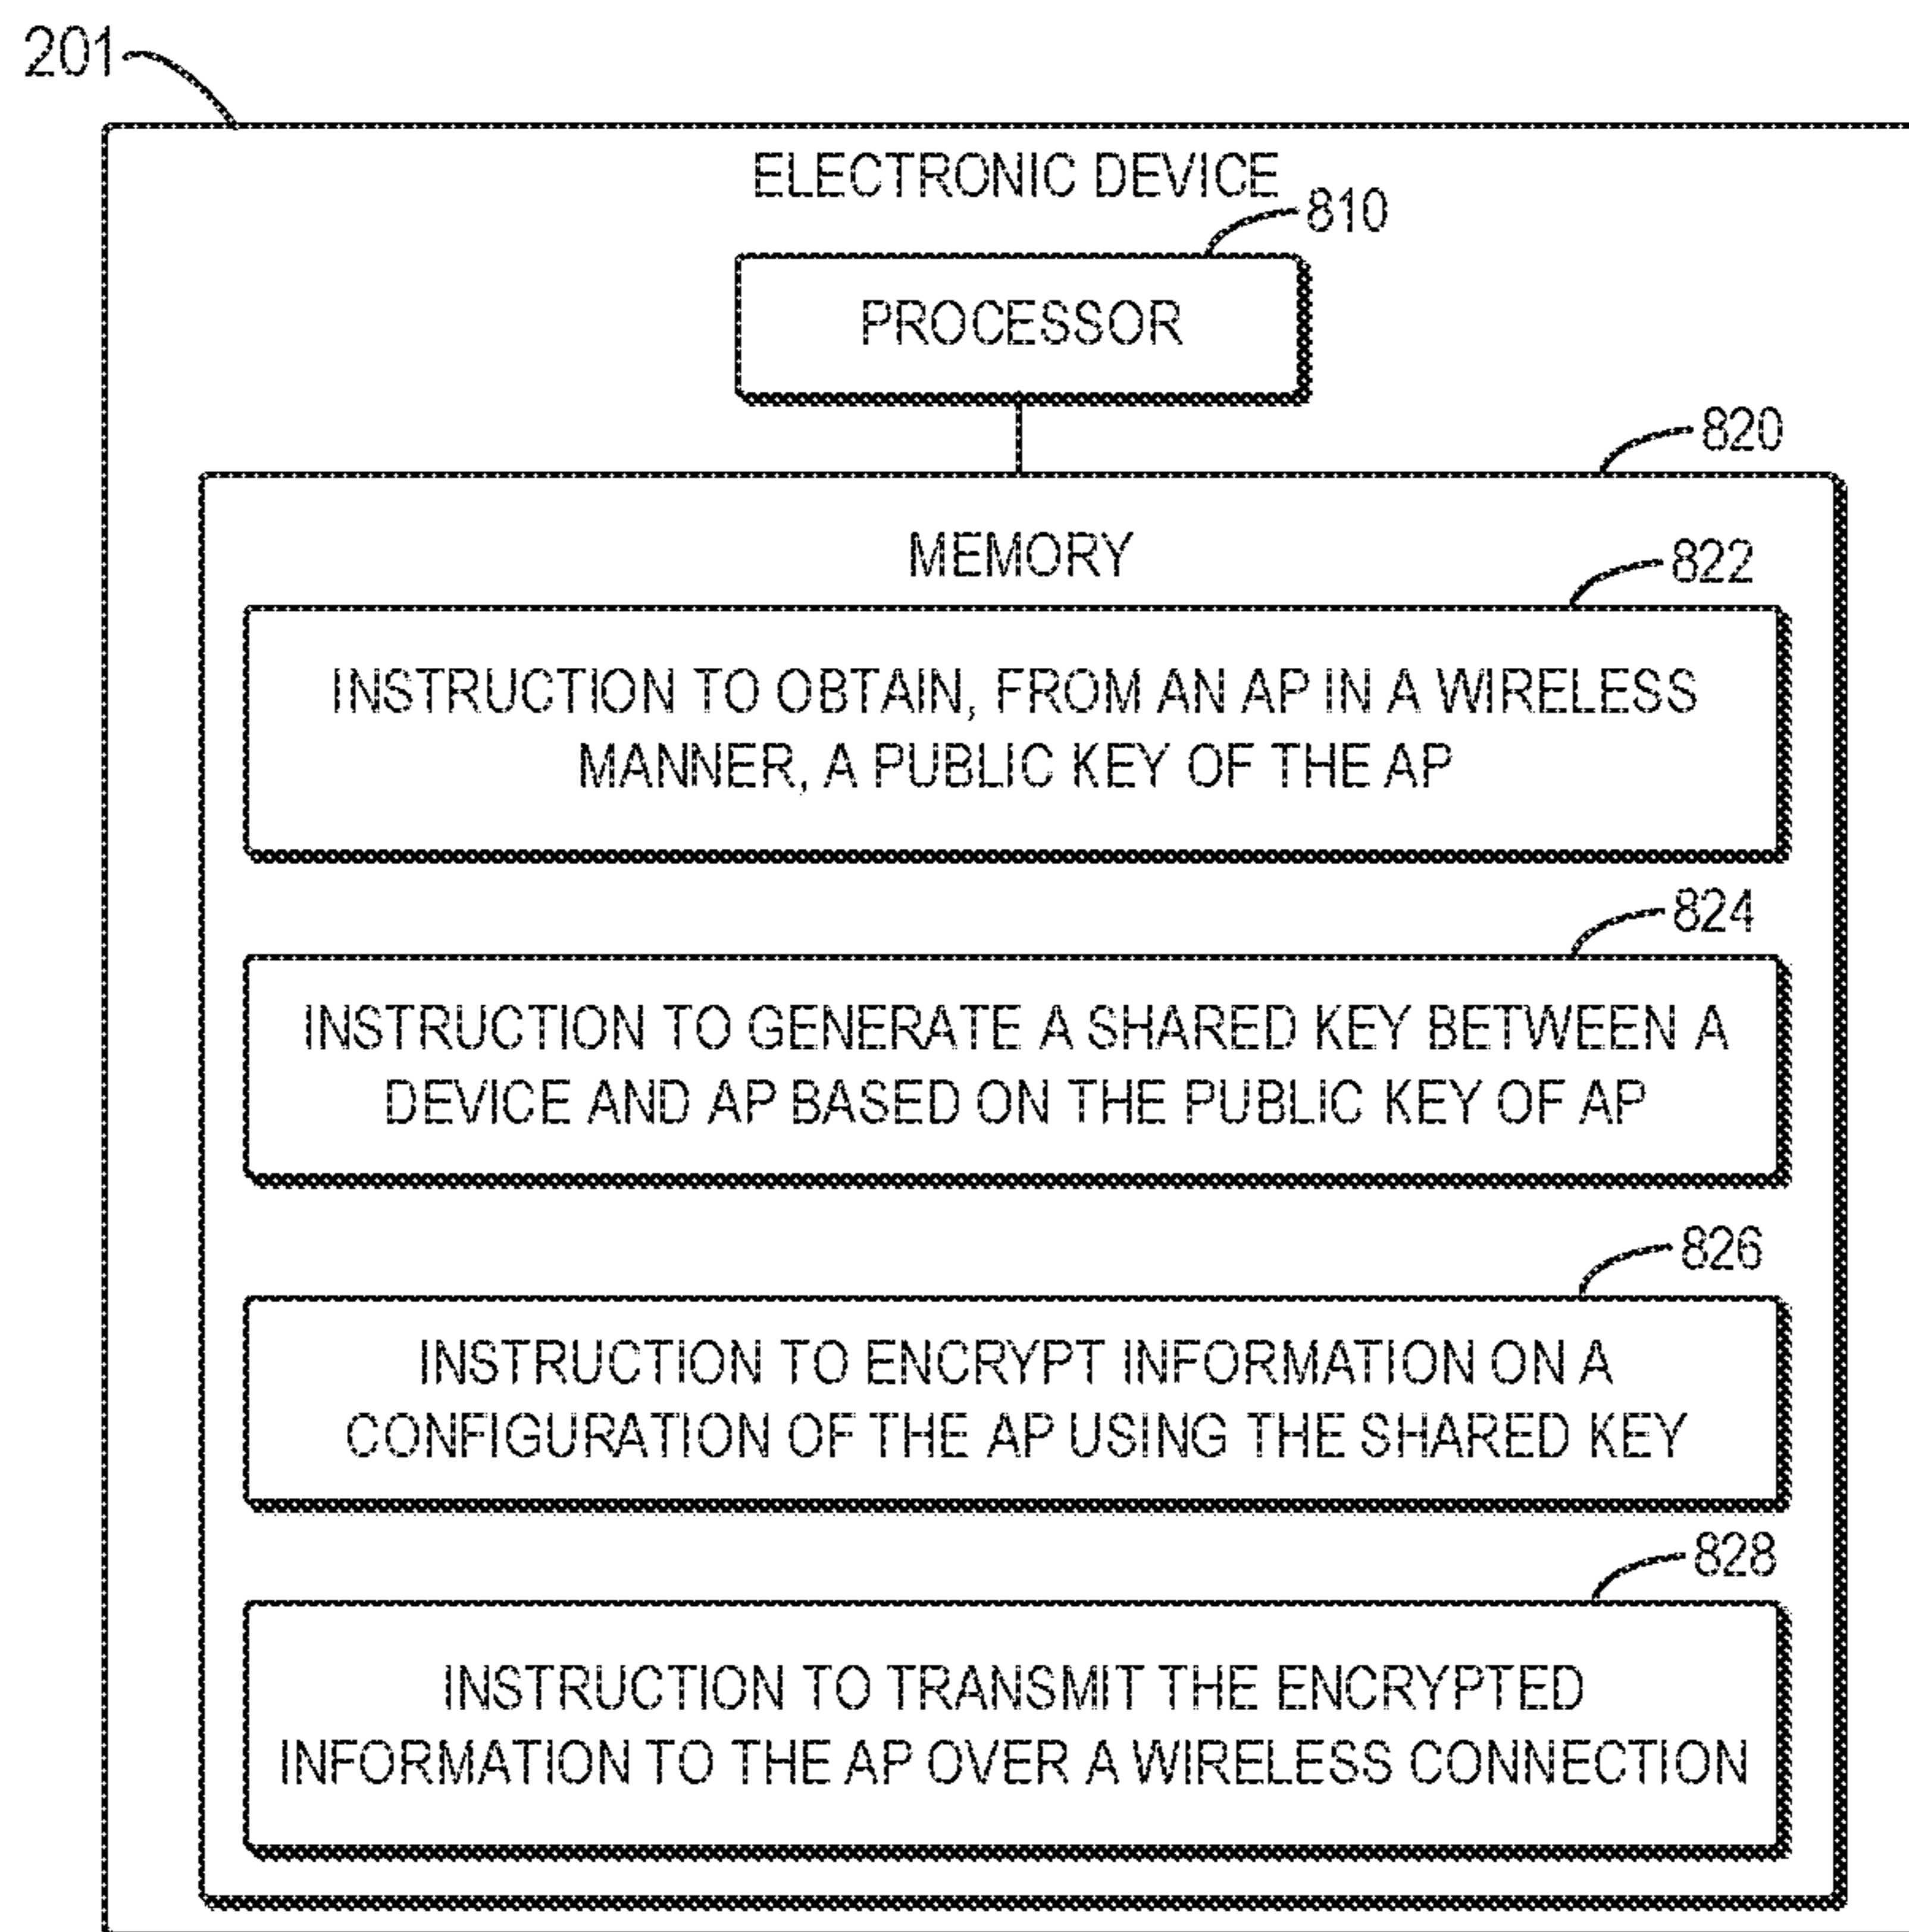 201
ELECTRONIC DEVICE
810
PROCESSOR
820
MEMORY
822
INSTRUCTION TO OBTAIN, FROM AN AP IN A WIRELESS
MANNER, A PUBLIC KEY OF THE AP
824
INSTRUCTION TO GENERATE A SHARED KEY BETWEEN A
DEVICE AND AP BASED ON THE PUBLIC KEY OF AP
826
INSTRUCTION TO ENCRYPT INFORMATION ON A
CONFIGURATION OF THE AP USING THE SHARED KEY
828
INSTRUCTION TO TRANSMIT THE ENCRYPTED
INFORMATION TO THE AP OVER A WIRELESS CONNECTION